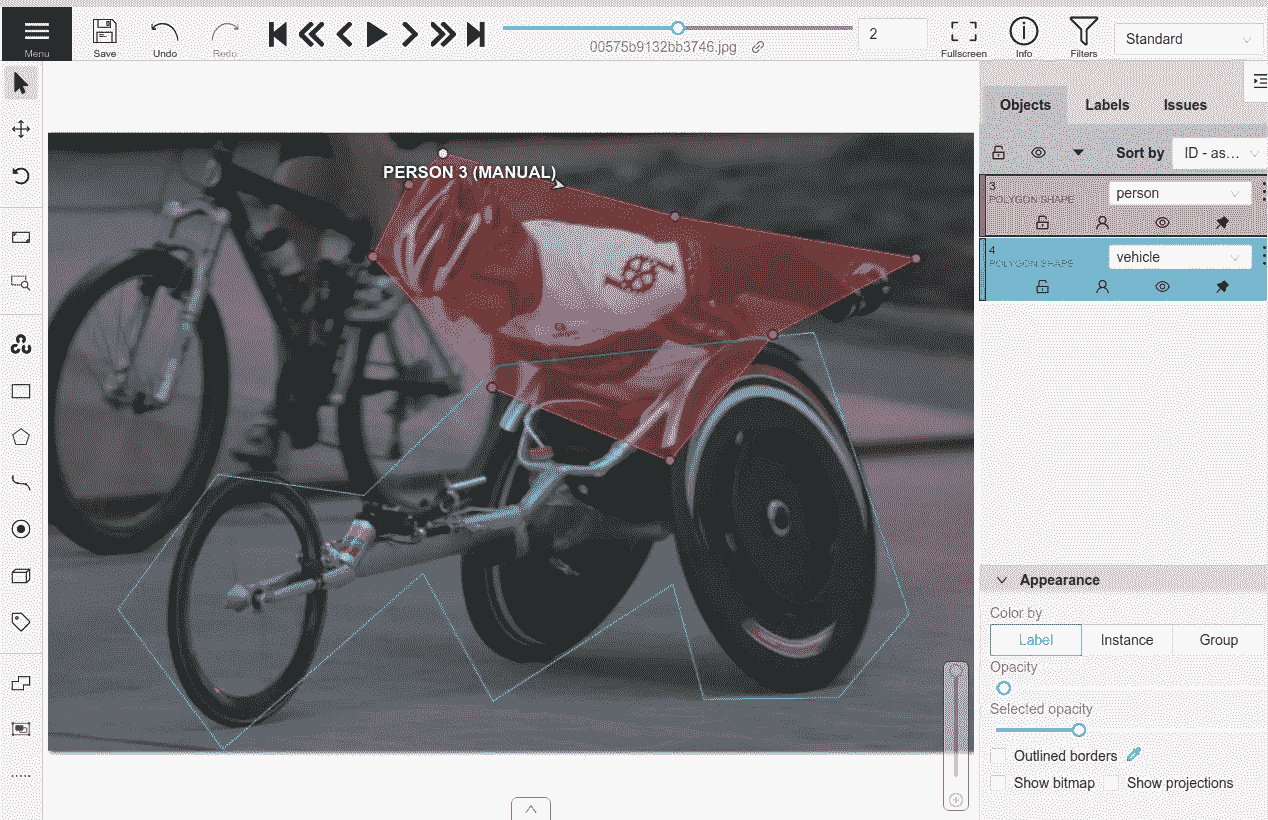 Menu
Save
Undo
Redo
00575b9132bb3746.jpg
2
Fullscreen
Info
Filters
Standard
Objects
Labels
Issues
Sort by
ID - as...
3
POLYGON SHAPE
person
4
POLYGON SHAPE
vehicle
PERSON 3 (MANUAL)
Appearance
Color by
Label
Instance
Group
Opacity
Selected opacity
Outlined borders
Show bitmap
Show projections